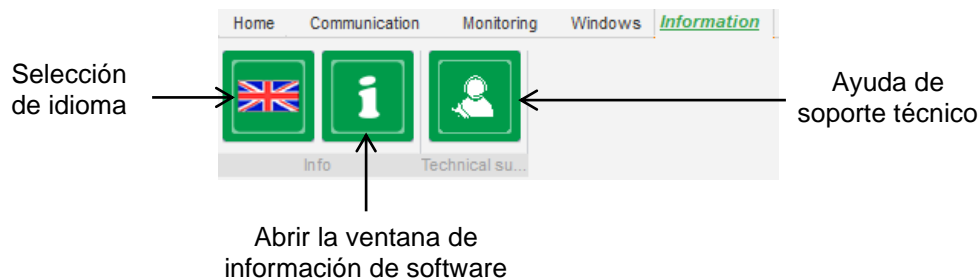 Home Communication Monitoring Windows Information
Selección
de idioma
Ayuda de
soporte técnico
Info Technical su...
Abrir la ventana de
información de software